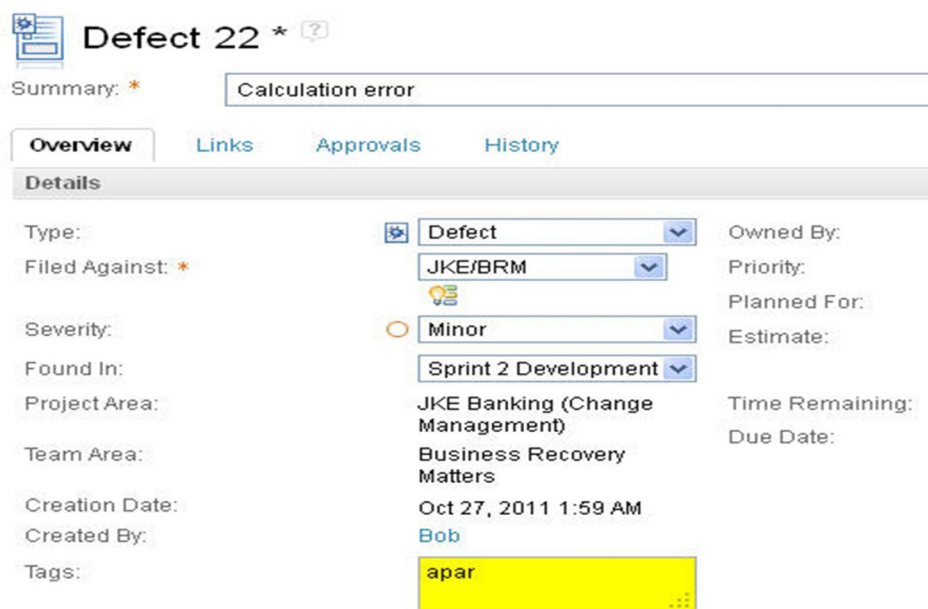 Defect 22 * ?
Summary: * Calculation error
Overview Links Approvals History
Details
Type: Defect Owned By:
Filed Against: * JKE/BRM Priority:
Planned For:
Severity: Minor Estimate:
Found In: Sprint 2 Development
Project Area: JKE Banking (Change Management) Time Remaining:
Due Date:
Team Area: Business Recovery Matters
Creation Date: Oct 27, 2011 1:59 AM
Created By: Bob
Tags: apar